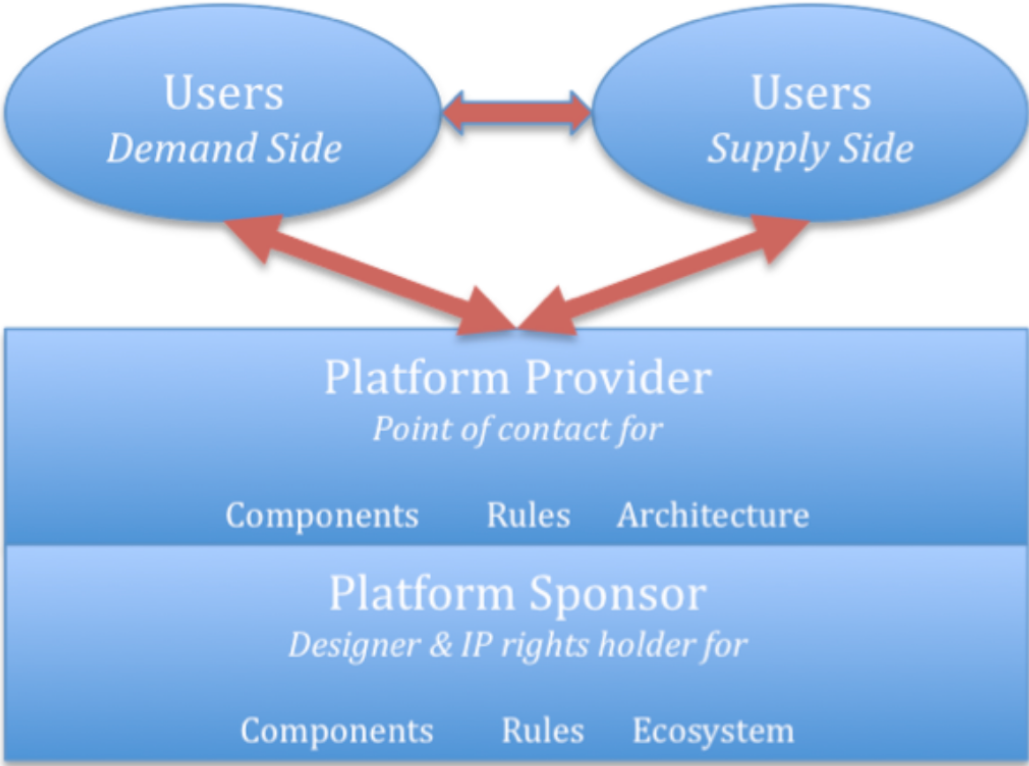 Users
Demand Side
Users
Supply Side
Platform Provider
Point of contact for
Components Rules Architecture
Platform Sponsor
Designer & IP rights holder for
Components Rules Ecosystem